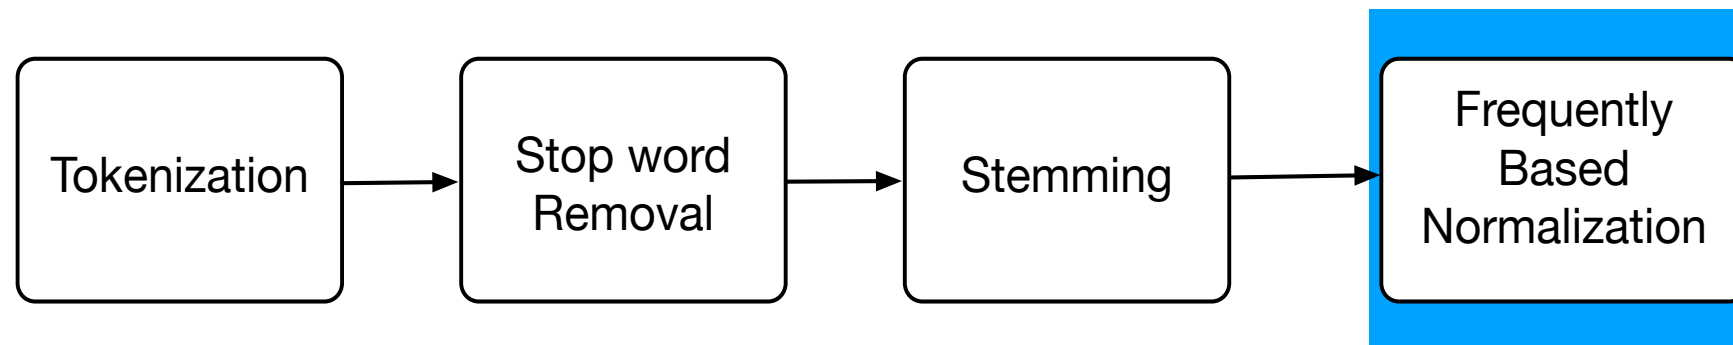 Tokenization
Stop word
Removal
Stemming
Frequently
Based
Normalization